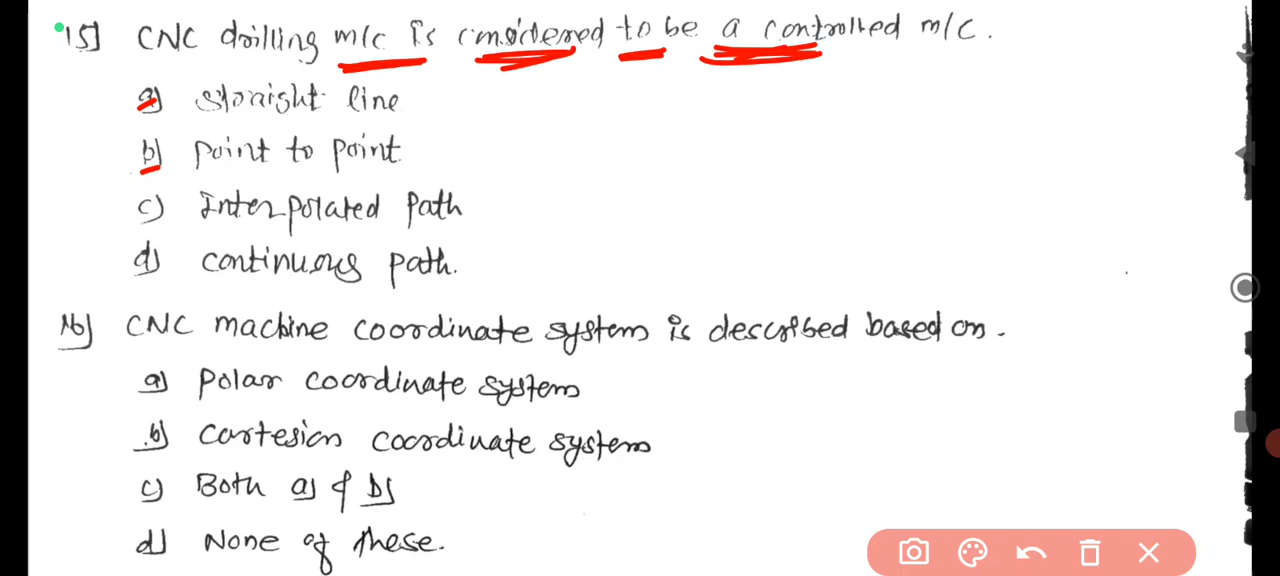 15] CNC drilling m/c is considered to be a controlled m/c.
a) straight line
b) point to point
c) Interpolated path
d) continuous path.
16] CNC machine coordinate system is described based on.
a) Polar coordinate system
b) cartesian coordinate system
c) Both a) & b)
d) None of these.